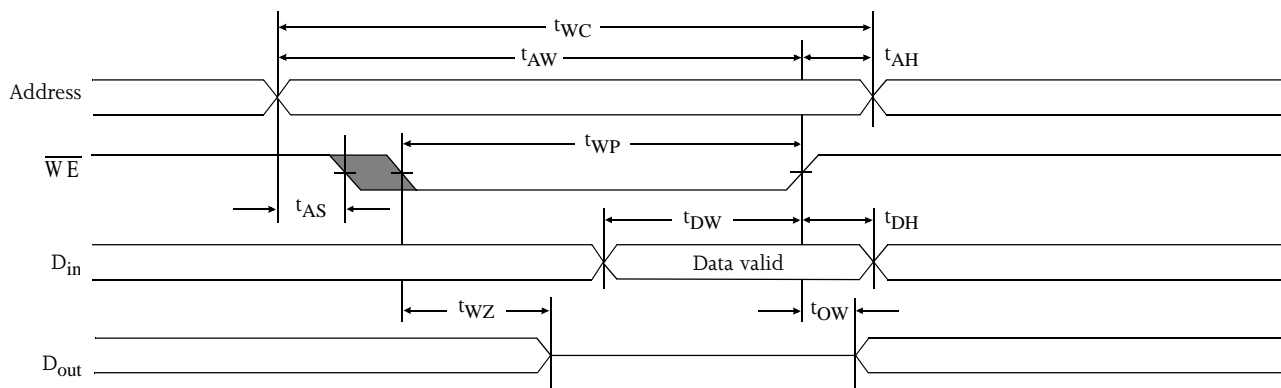 tWC
tAW
tAH
Address
tWP
WE
tAS
tDW
tDH
Din
Data valid
tWZ
tOW
Dout